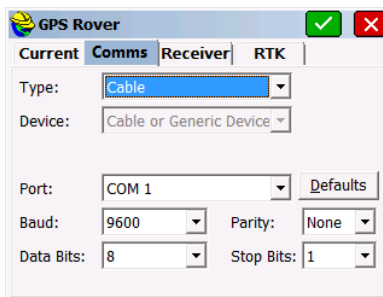 GPS Rover
Current Comms Receiver RTK
Type: Cable
Device: Cable or Generic Device
Port: COM 1 Defaults
Baud: 9600 Parity: None
Data Bits: 8 Stop Bits: 1